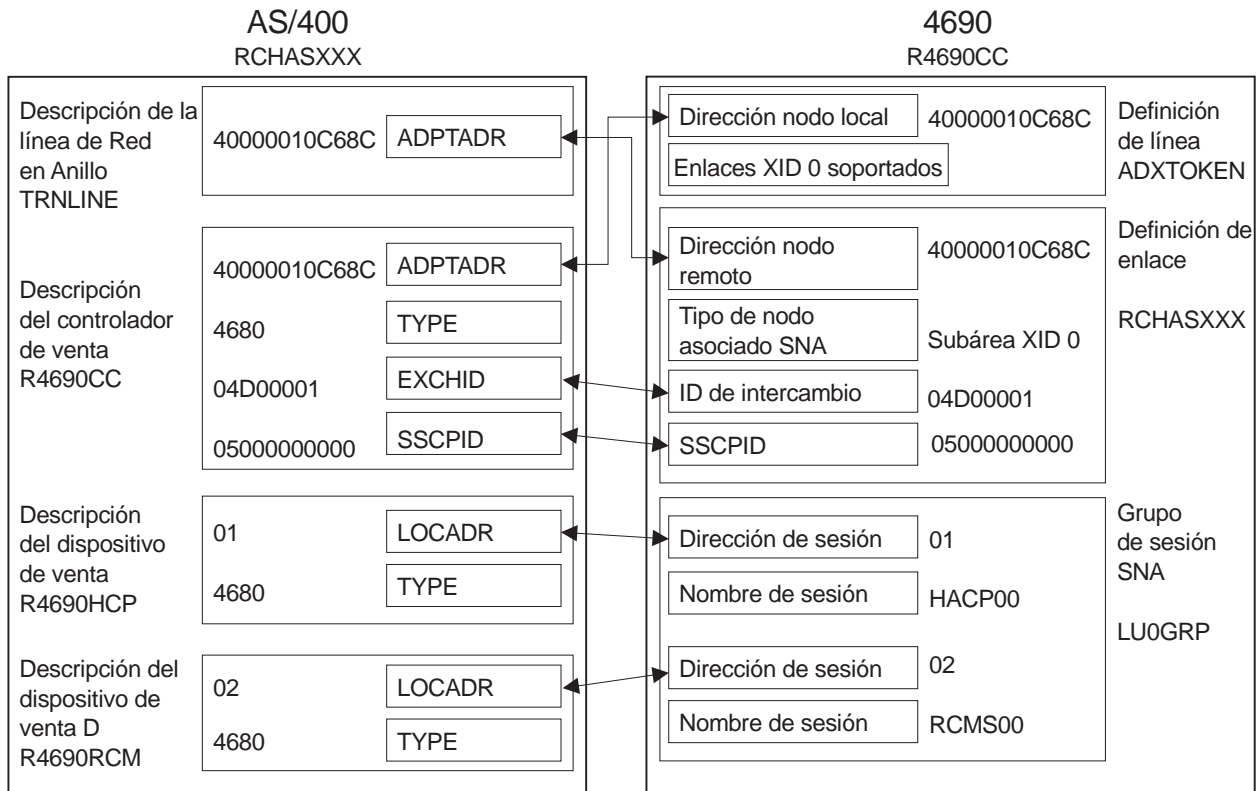 AS/400
RCHASXXX
Descripción de la
línea de Red
en Anillo
TRNLINE
40000010C68C
ADPTADR
Descripción
del controlador
de venta
R4690CC
40000010C68C
ADPTADR
4680
TYPE
04D00001
EXCHID
05000000000
SSCPID
Descripción
del dispositivo
de venta
R4690HCP
01
LOCADR
4680
TYPE
Descripción del
dispositivo de
venta D
R4690RCM
02
LOCADR
4680
TYPE
4690
R4690CC
Dirección nodo local
40000010C68C
Enlaces XID 0 soportados
Definición
de línea
ADXTOKEN
Dirección nodo
remoto
40000010C68C
Tipo de nodo
asociado SNA
Subárea XID 0
ID de intercambio
04D00001
SSCPID
05000000000
Definición de
enlace
RCHASXXX
Dirección de sesión
01
Nombre de sesión
HACP00
Dirección de sesión
02
Nombre de sesión
RCMS00
Grupo
de sesión
SNA
LU0GRP